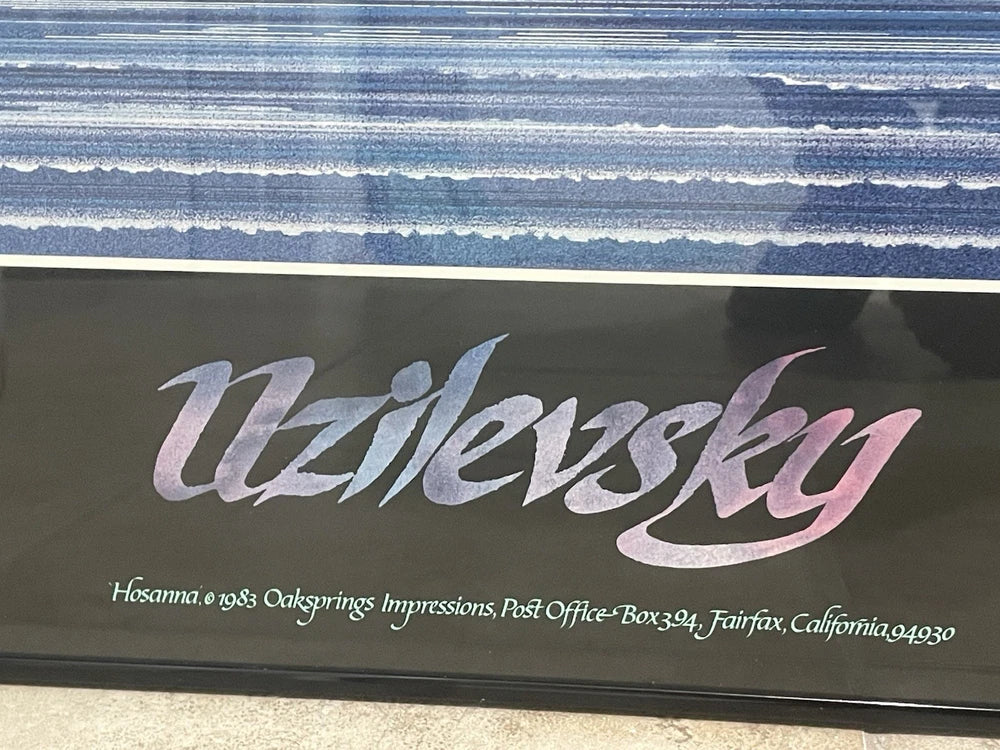 Uzilevsky
'Hosanna', © 1983 Oaksprings Impressions, Post Office Box 394, Fairfax, California, 94930